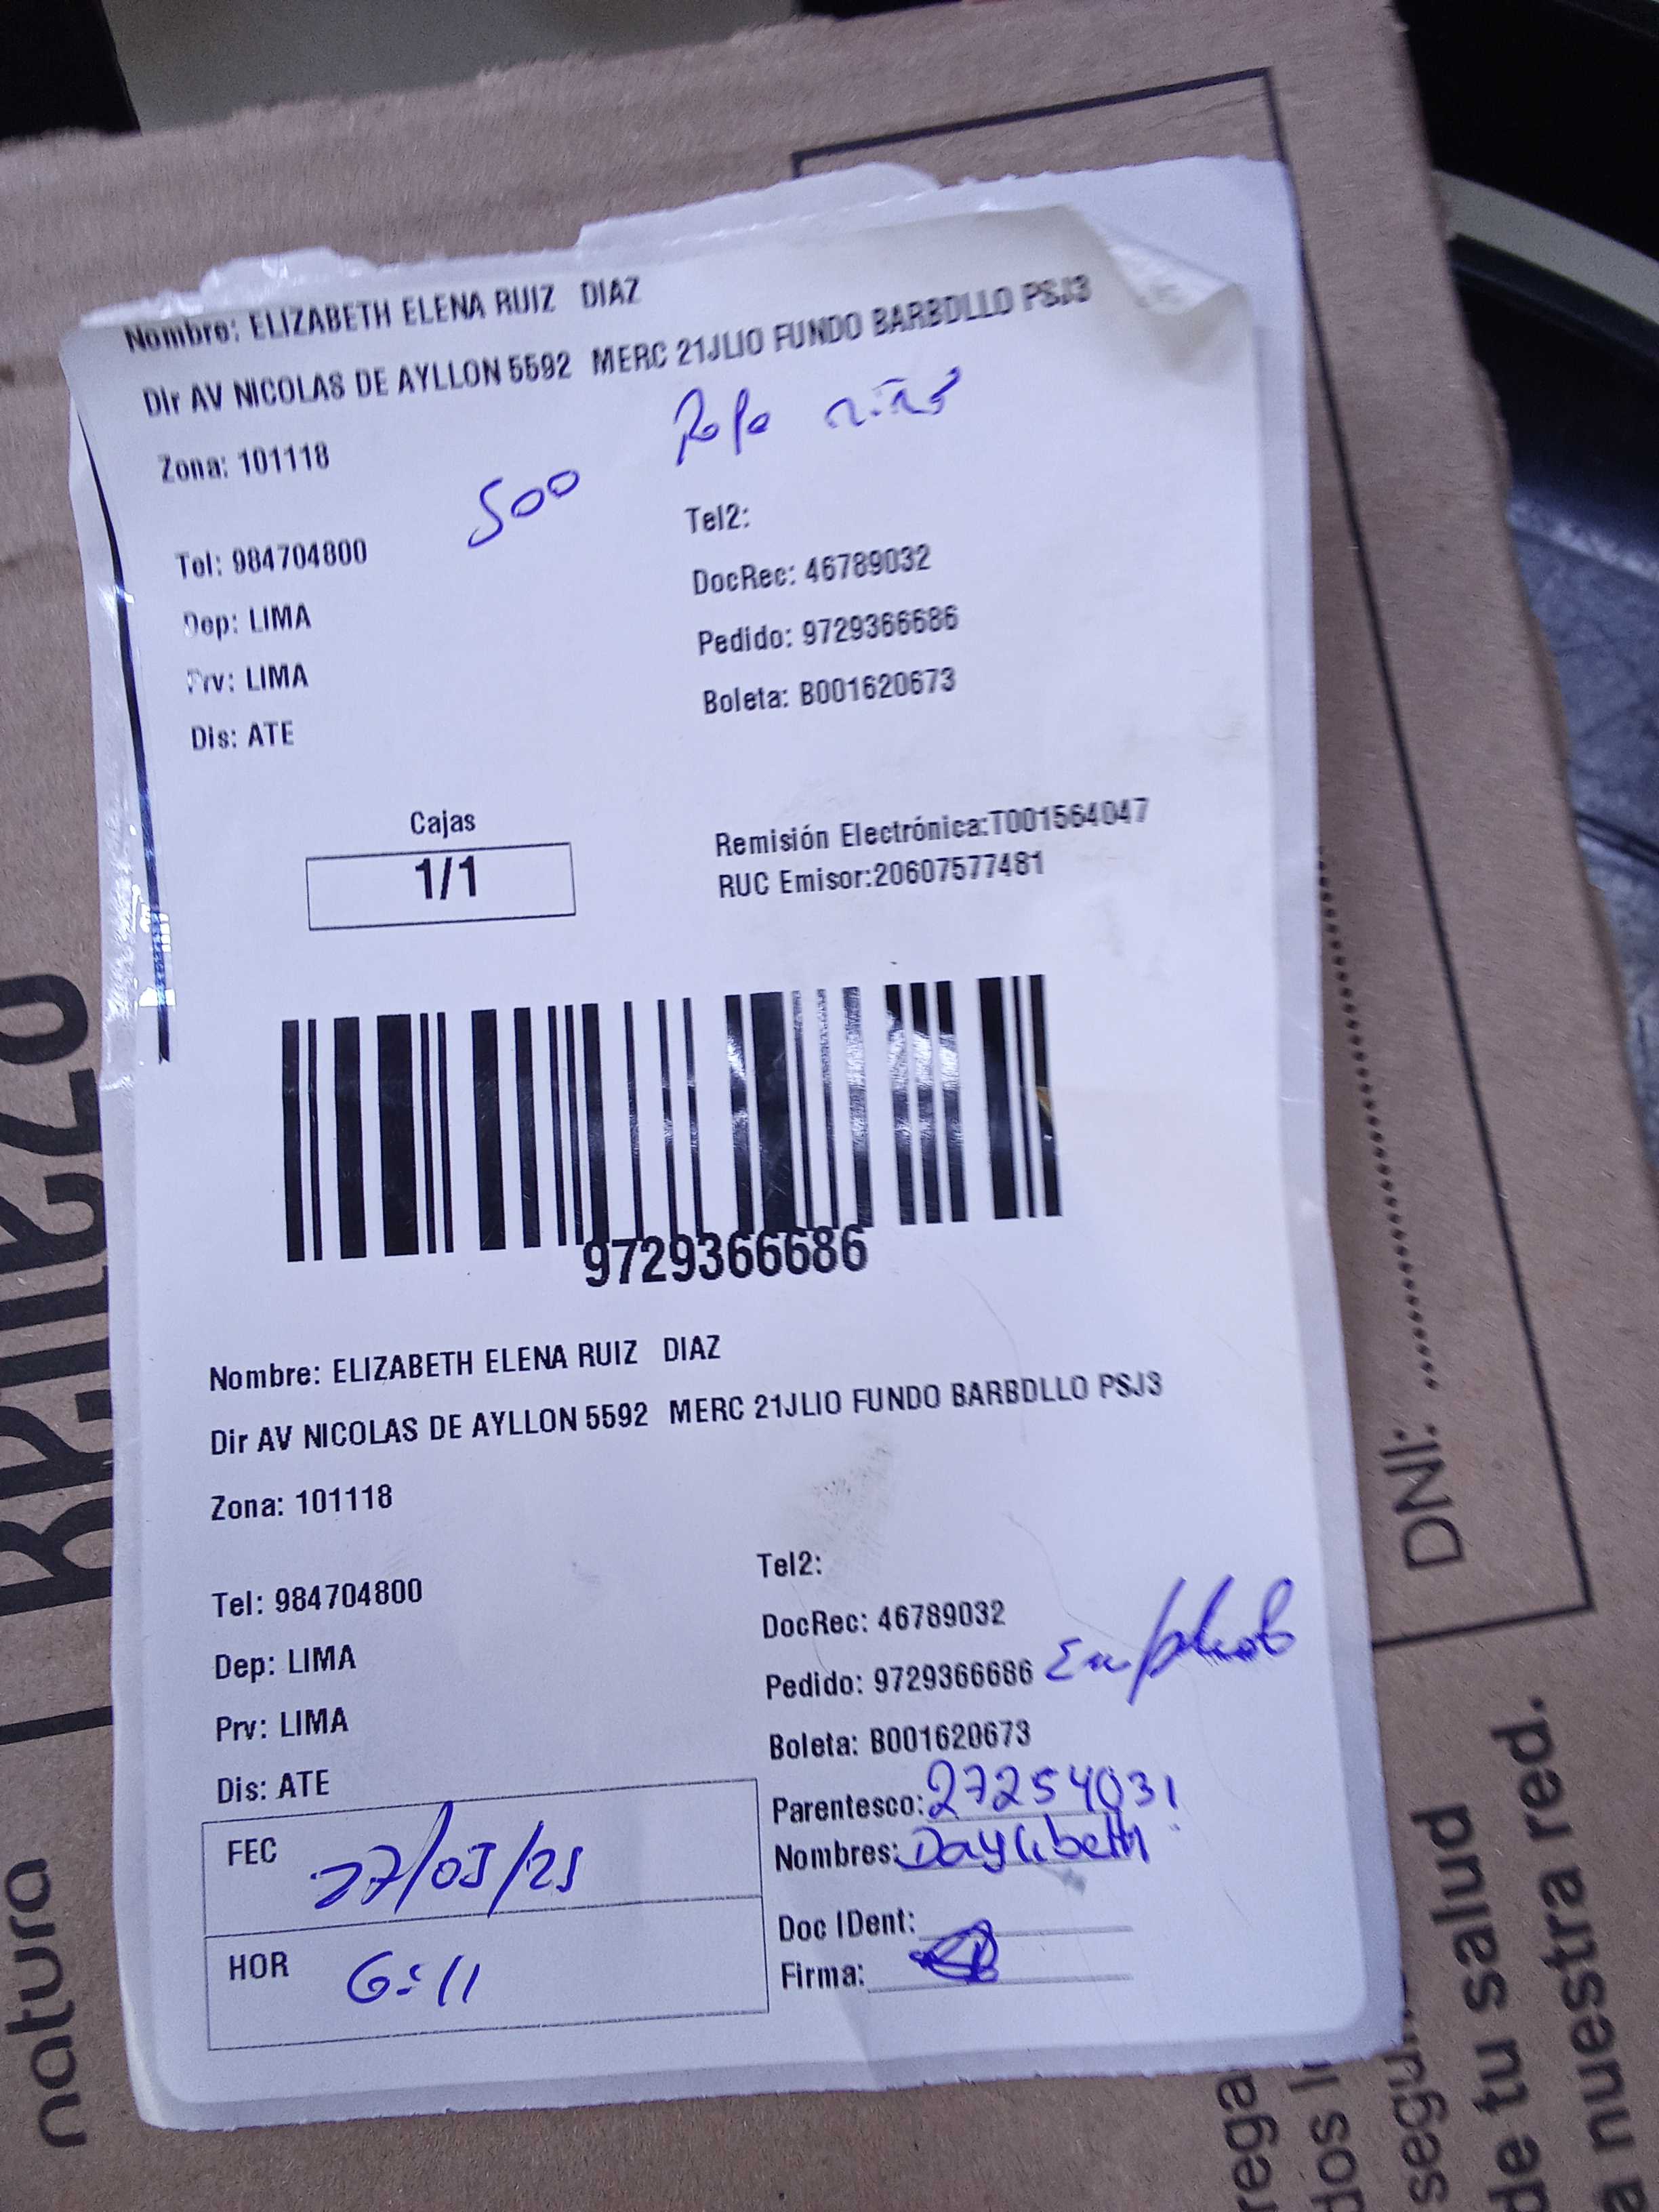 Nombre: ELIZABETH ELENA RUIZ DIAZ
Dir AV NICOLAS DE AYLLON 5592 MERC 21JLIO FUNDO BARBDLLO PSJ3
Ropa niños
Zona: 101118
500
Tel: 984704800
Tel2:
Dep: LIMA
DocRec: 46789032
Prv: LIMA
Pedido: 9729366686
Dis: ATE
Boleta: B001620673
Cajas
1/1
Remisión Electrónica:T001564047
RUC Emisor:20607577481
9729366686
Nombre: ELIZABETH ELENA RUIZ DIAZ
Dir AV NICOLAS DE AYLLON 5592 MERC 21JLIO FUNDO BARBDLLO PSJ3
Zona: 101118
Tel: 984704800
Tel2:
Dep: LIMA
DocRec: 46789032
Prv: LIMA
Pedido: 9729366686
Dis: ATE
Boleta: B001620673
Parentesco: 27254031
Nombres: Daylibeth
Doc IDent:
Firma:
FEC 27/05/25
HOR 6:11
DNI:
natura
de tu salud
nuestra red.